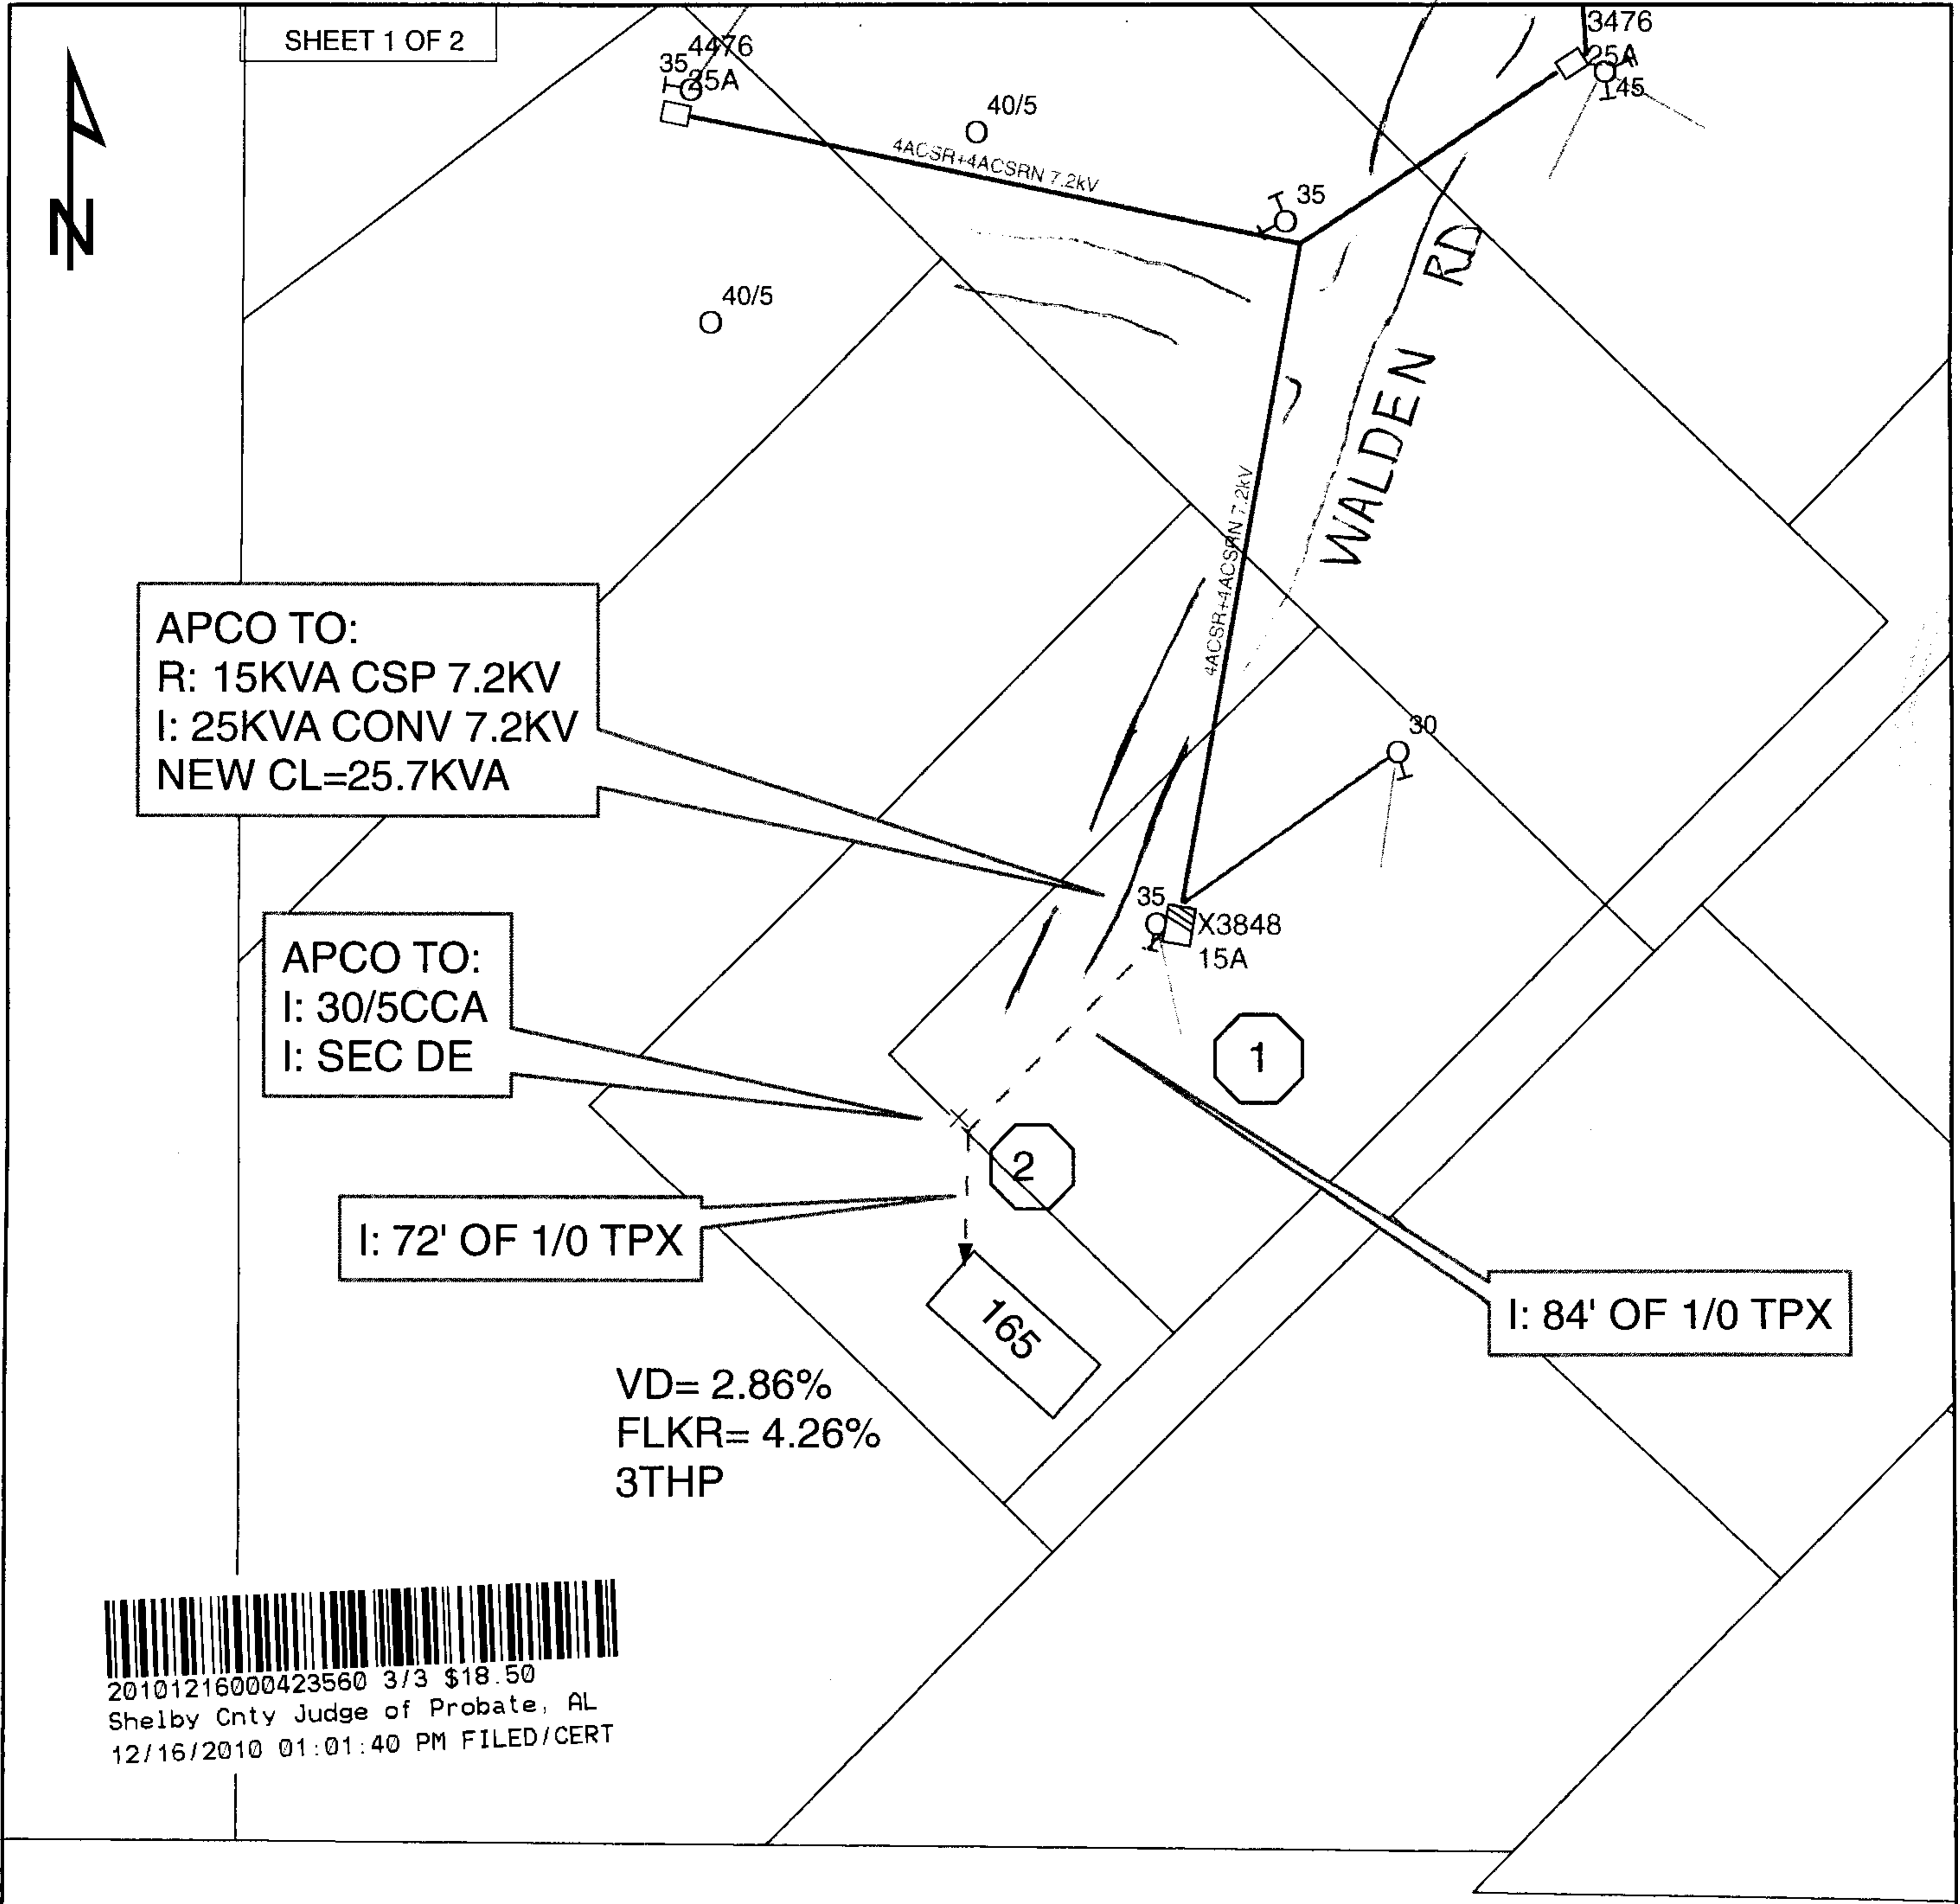 SHEET 1 OF 2
N
4476
35
25A
40/5
4ACSR+4ACSRN 7.2kV
3476
25A
45
35
40/5
WALDEN RD
4ACSR+4ACSRN 7.2kV
APCO TO:
R: 15KVA CSP 7.2KV
I: 25KVA CONV 7.2KV
NEW CL=25.7KVA
30
35
X3848
15A
APCO TO:
I: 30/5CCA
I: SEC DE
1
2
I: 72' OF 1/0 TPX
165
I: 84' OF 1/0 TPX
VD= 2.86%
FLKR= 4.26%
3THP
20101216000423560 3/3 $18.50
Shelby Cnty Judge of Probate, AL
12/16/2010 01:01:40 PM FILED/CERT